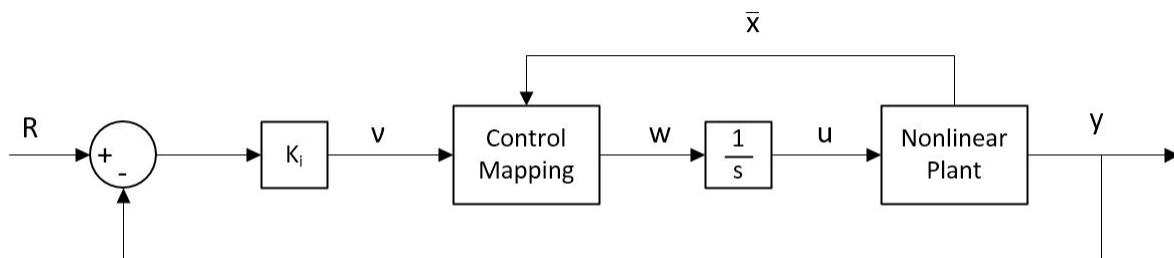 x̅
R
+
-
Kᵢ
ν
Control
Mapping
w
1
s
u
Nonlinear
Plant
y